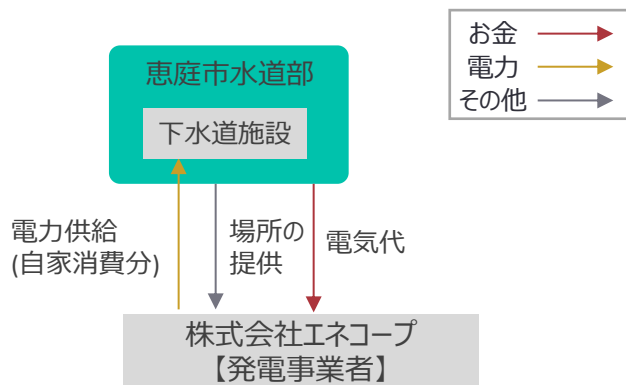 お金
電力
その他
恵庭市水道部
下水道施設
電力供給
(自家消費分)
場所の
提供
電気代
株式会社エネコープ
【発電事業者】